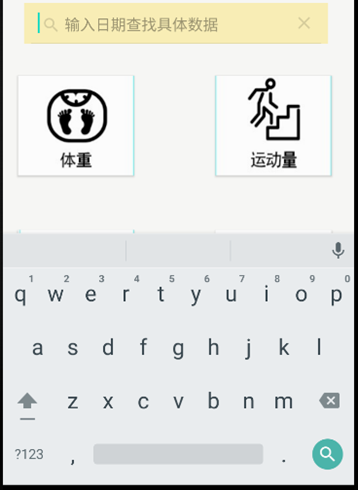 输入日期查找具体数据
体重
运动量
1 2 3 4 5 6 7 8 9 0
q w e r t y u i o p
a s d f g h j k l
z x c v b n m
?123 , .